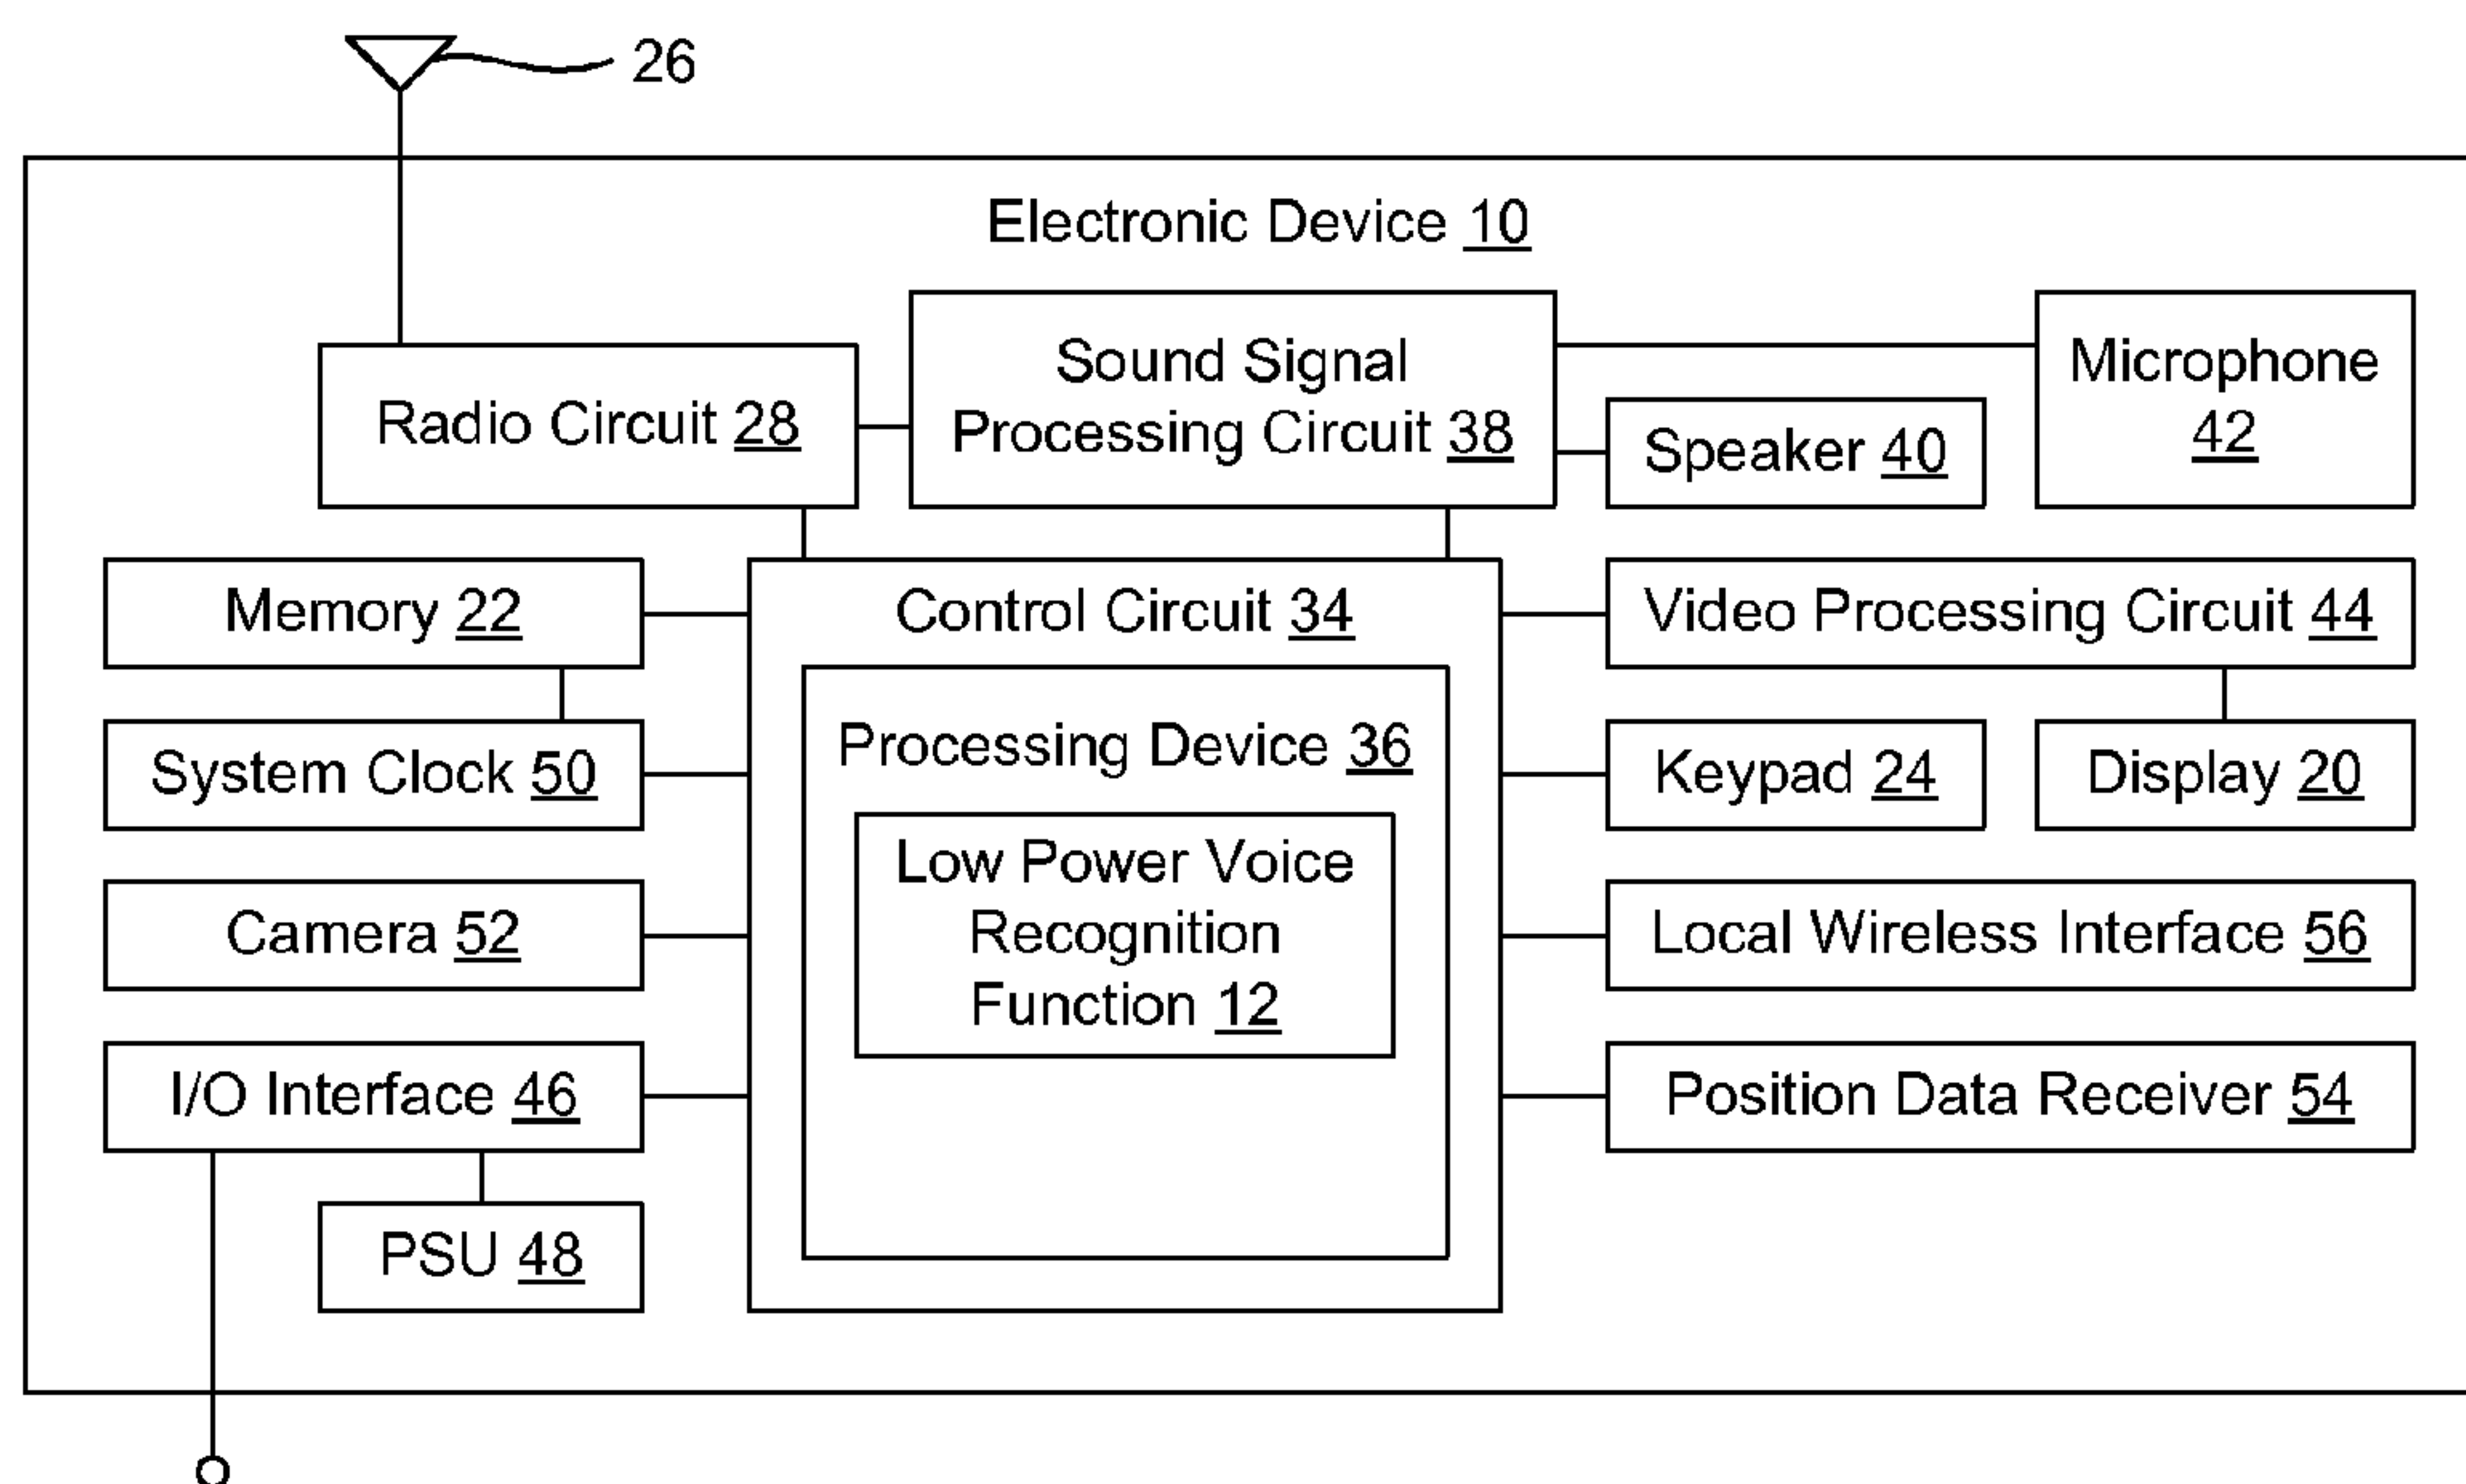 26
Electronic Device 10
Sound Signal
Processing Circuit 38
Microphone
42
Radio Circuit 28
Speaker 40
Memory 22
Control Circuit 34
Video Processing Circuit 44
Processing Device 36
System Clock 50
Keypad 24
Display 20
Low Power Voice
Recognition
Function 12
Camera 52
Local Wireless Interface 56
I/O Interface 46
Position Data Receiver 54
PSU 48